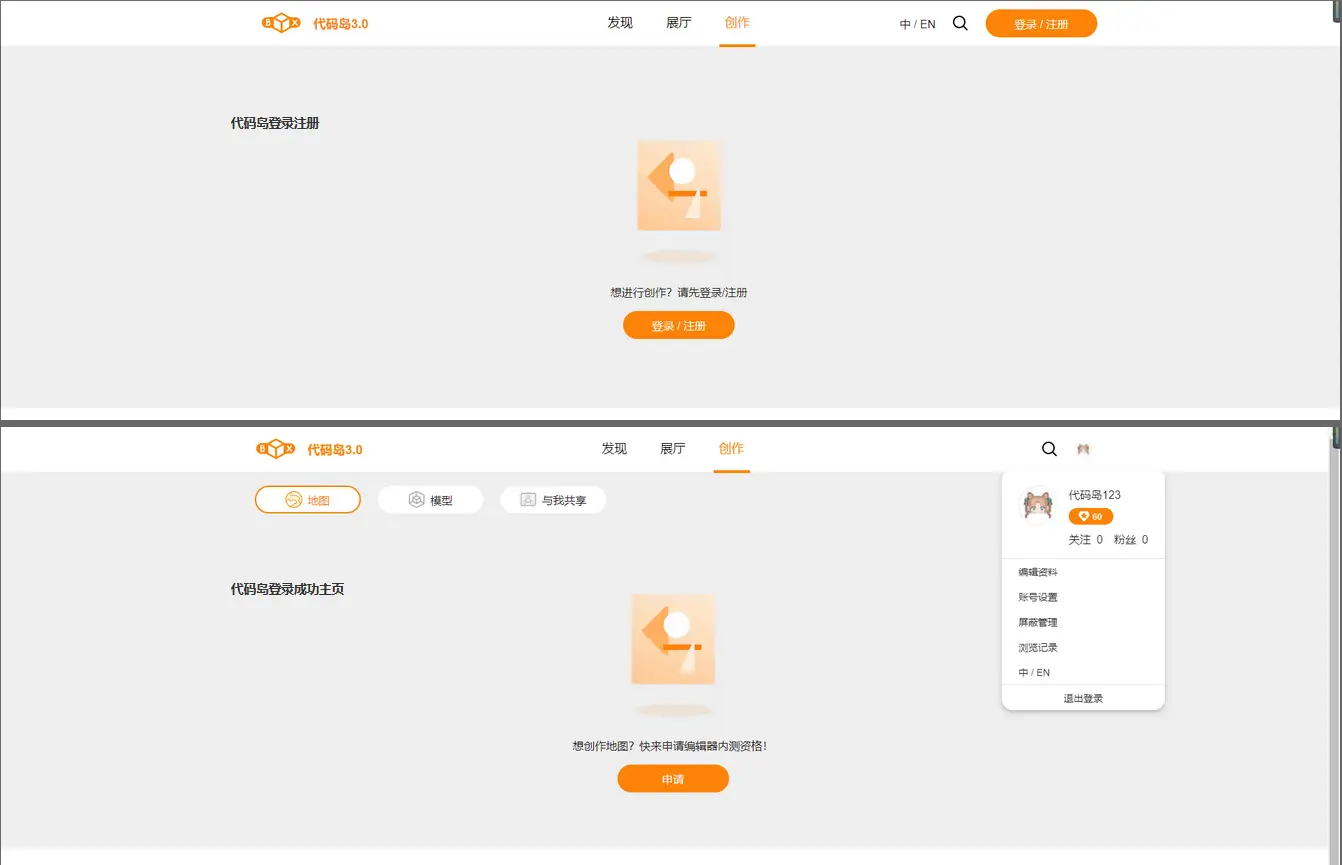 BOX 代码岛3.0 发现 展厅 创作 中 / EN 登录 / 注册
代码岛登录注册
想进行创作？请先登录/注册
登录 / 注册
BOX 代码岛3.0 发现 展厅 创作
地图 模型 与我共享
代码岛123
60
关注 0 粉丝 0
编辑资料
账号设置
屏蔽管理
浏览记录
中 / EN
退出登录
代码岛登录成功主页
想创作地图？快来申请编辑器内测资格！
申请